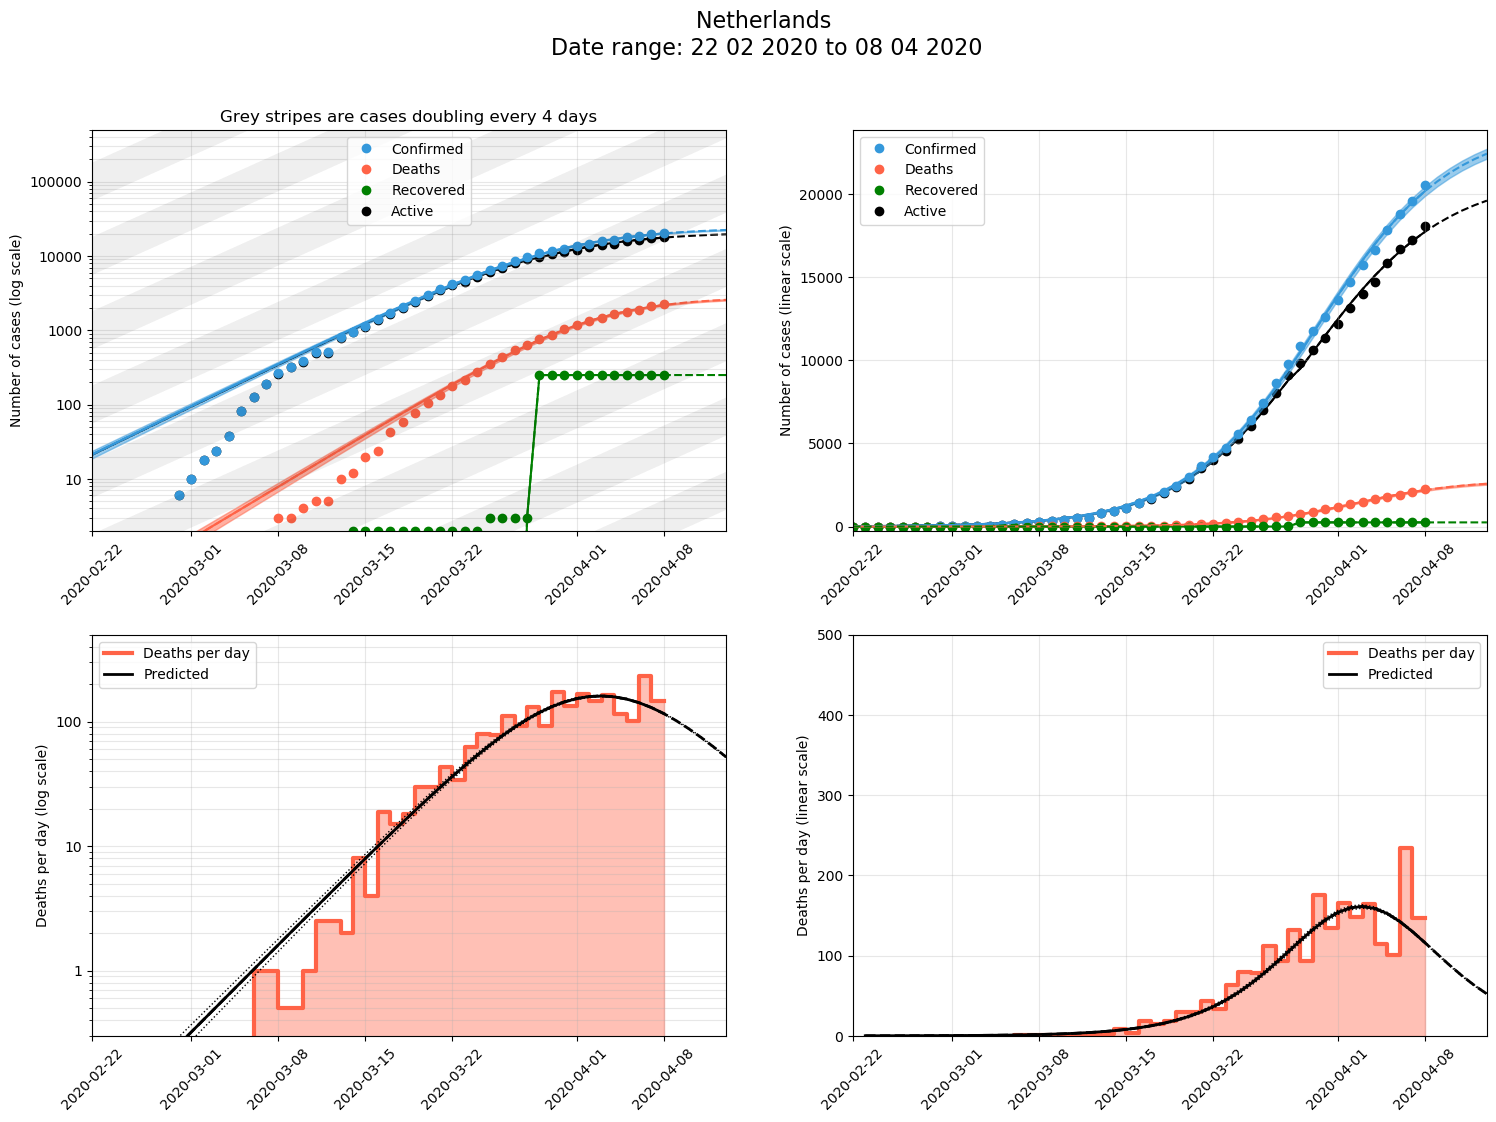 Netherlands
Date range: 22 02 2020 to 08 04 2020
Grey stripes are cases doubling every 4 days
Number of cases (log scale)
100000
10000
1000
100
10
Confirmed
Deaths
Recovered
Active
2020-02-22
2020-03-01
2020-03-08
2020-03-15
2020-03-22
2020-04-01
2020-04-08
Number of cases (linear scale)
20000
15000
10000
5000
0
Confirmed
Deaths
Recovered
Active
2020-02-22
2020-03-01
2020-03-08
2020-03-15
2020-03-22
2020-04-01
2020-04-08
Deaths per day (log scale)
100
10
1
Deaths per day
Predicted
2020-02-22
2020-03-01
2020-03-08
2020-03-15
2020-03-22
2020-04-01
2020-04-08
Deaths per day (linear scale)
500
400
300
200
100
0
Deaths per day
Predicted
2020-02-22
2020-03-01
2020-03-08
2020-03-15
2020-03-22
2020-04-01
2020-04-08